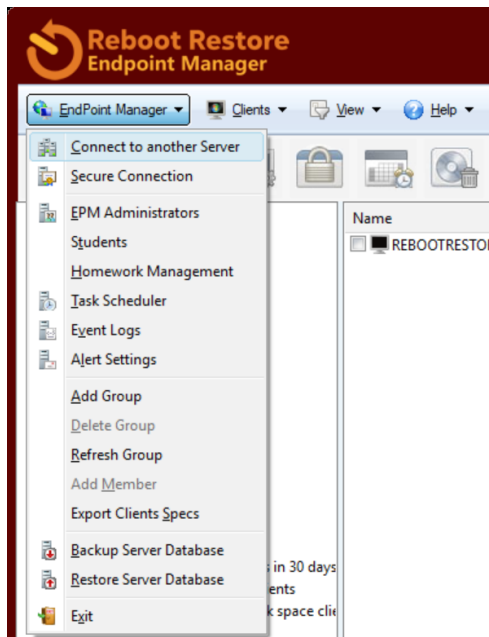 Reboot Restore
Endpoint Manager
EndPoint Manager Clients View Help
Connect to another Server
Secure Connection
EPM Administrators
Students
Homework Management
Task Scheduler
Event Logs
Alert Settings
Add Group
Delete Group
Refresh Group
Add Member
Export Clients Specs
Backup Server Database
Restore Server Database
Exit
Name
REBOOTRESTO
in 30 days
ents
k space clie